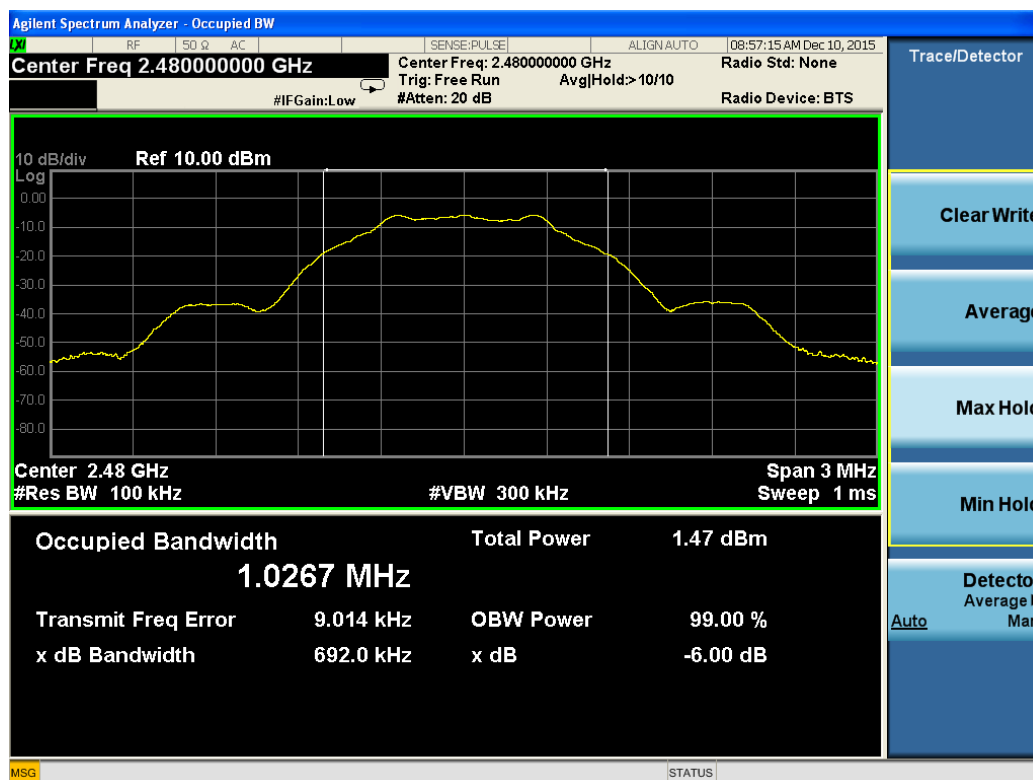 Agilent Spectrum Analyzer - Occupied BW
LXI RF 50 Ω AC SENSE:PULSE ALIGN AUTO 08:57:15 AM Dec 10, 2015
Center Freq 2.480000000 GHz
Center Freq: 2.480000000 GHz
Radio Std: None
Trig: Free Run
Avg|Hold:>10/10
#IFGain:Low
#Atten: 20 dB
Radio Device: BTS
10 dB/div
Ref 10.00 dBm
Log
0.00
-10.0
-20.0
-30.0
-40.0
-50.0
-60.0
-70.0
-80.0
Center 2.48 GHz
Span 3 MHz
#Res BW 100 kHz
#VBW 300 kHz
Sweep 1 ms
Occupied Bandwidth
1.0267 MHz
Total Power 1.47 dBm
Transmit Freq Error 9.014 kHz
OBW Power 99.00 %
x dB Bandwidth 692.0 kHz
x dB -6.00 dB
Trace/Detector
Clear Write
Average
Max Hold
Min Hold
Detecto
Average
Auto Mar
MSG
STATUS